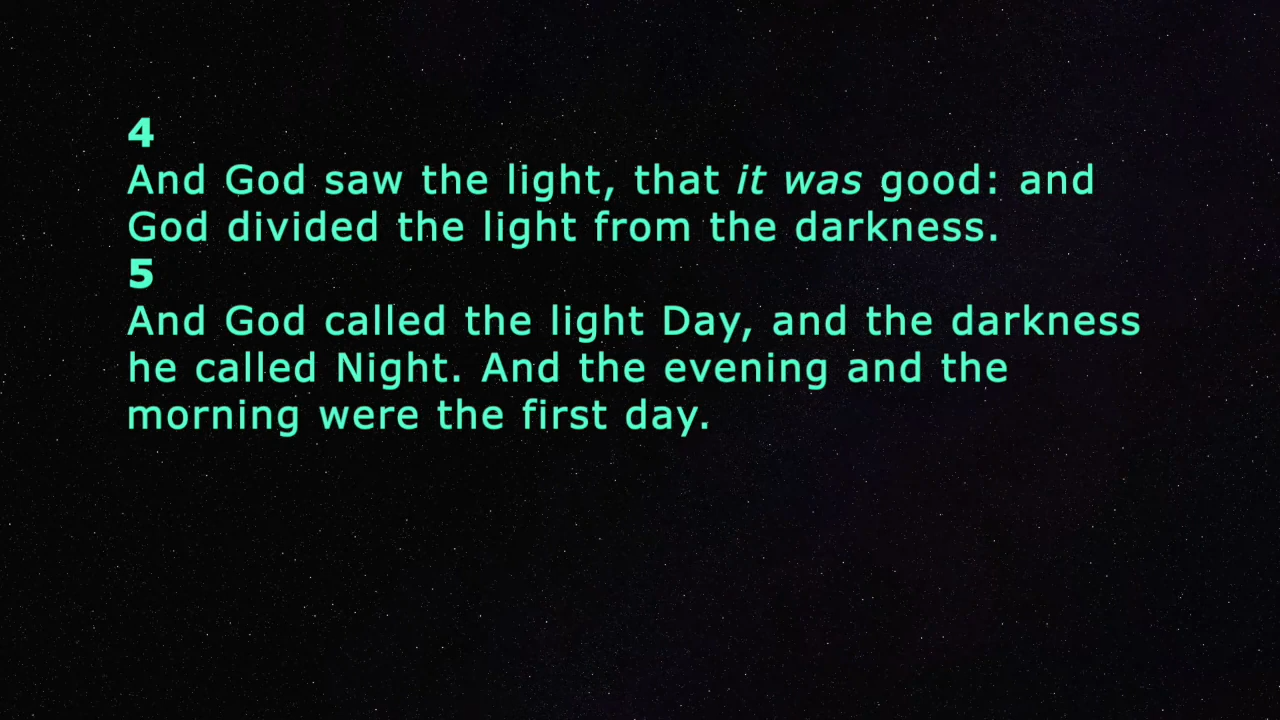 4
And God saw the light, that it was good: and
God divided the light from the darkness.
5
And God called the light Day, and the darkness
he called Night. And the evening and the
morning were the first day.